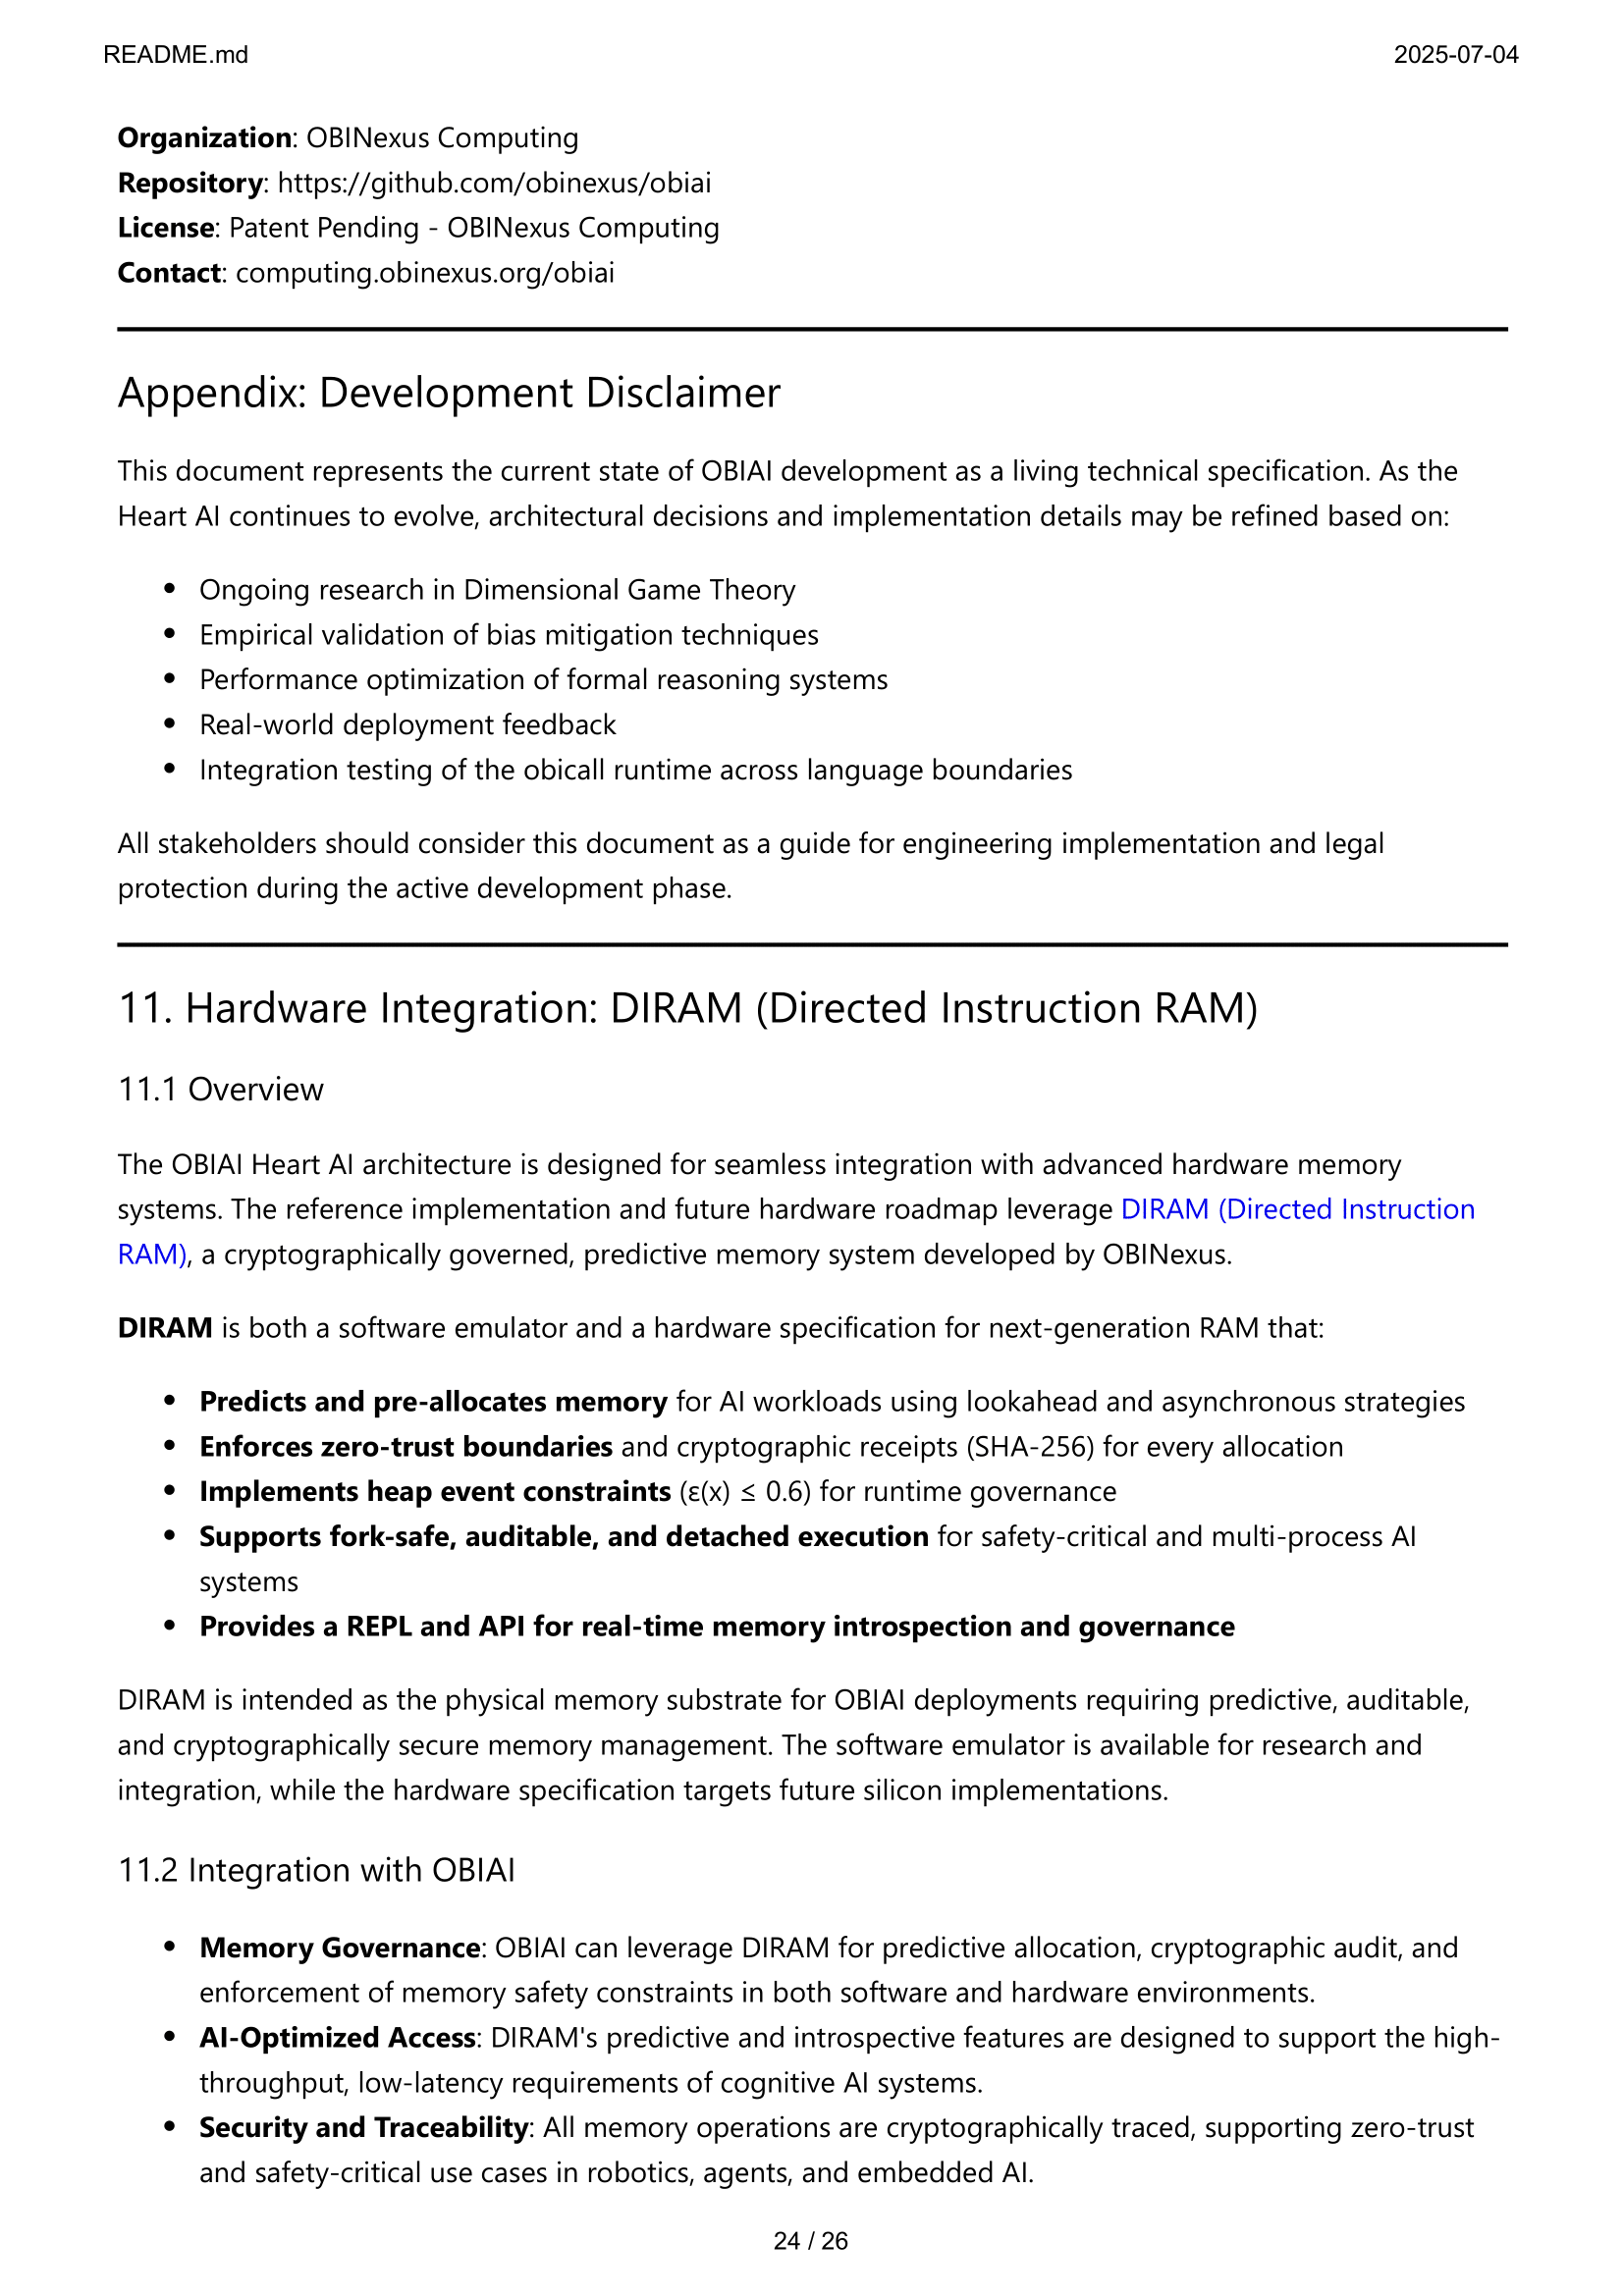 README.md 2025-07-04
Organization: OBINexus Computing
Repository: https://github.com/obinexus/obiai
License: Patent Pending - OBINexus Computing
Contact: computing.obinexus.org/obiai
Appendix: Development Disclaimer
This document represents the current state of OBIAI development as a living technical specification. As the
Heart AI continues to evolve, architectural decisions and implementation details may be refined based on:
• Ongoing research in Dimensional Game Theory
• Empirical validation of bias mitigation techniques
• Performance optimization of formal reasoning systems
• Real-world deployment feedback
• Integration testing of the obicall runtime across language boundaries
All stakeholders should consider this document as a guide for engineering implementation and legal
protection during the active development phase.
11. Hardware Integration: DIRAM (Directed Instruction RAM)
11.1 Overview
The OBIAI Heart AI architecture is designed for seamless integration with advanced hardware memory
systems. The reference implementation and future hardware roadmap leverage DIRAM (Directed Instruction
RAM), a cryptographically governed, predictive memory system developed by OBINexus.
DIRAM is both a software emulator and a hardware specification for next-generation RAM that:
• Predicts and pre-allocates memory for AI workloads using lookahead and asynchronous strategies
• Enforces zero-trust boundaries and cryptographic receipts (SHA-256) for every allocation
• Implements heap event constraints (ε(x) ≤ 0.6) for runtime governance
• Supports fork-safe, auditable, and detached execution for safety-critical and multi-process AI
systems
• Provides a REPL and API for real-time memory introspection and governance
DIRAM is intended as the physical memory substrate for OBIAI deployments requiring predictive, auditable,
and cryptographically secure memory management. The software emulator is available for research and
integration, while the hardware specification targets future silicon implementations.
11.2 Integration with OBIAI
• Memory Governance: OBIAI can leverage DIRAM for predictive allocation, cryptographic audit, and
enforcement of memory safety constraints in both software and hardware environments.
• AI-Optimized Access: DIRAM's predictive and introspective features are designed to support the high-
throughput, low-latency requirements of cognitive AI systems.
• Security and Traceability: All memory operations are cryptographically traced, supporting zero-trust
and safety-critical use cases in robotics, agents, and embedded AI.
24 / 26